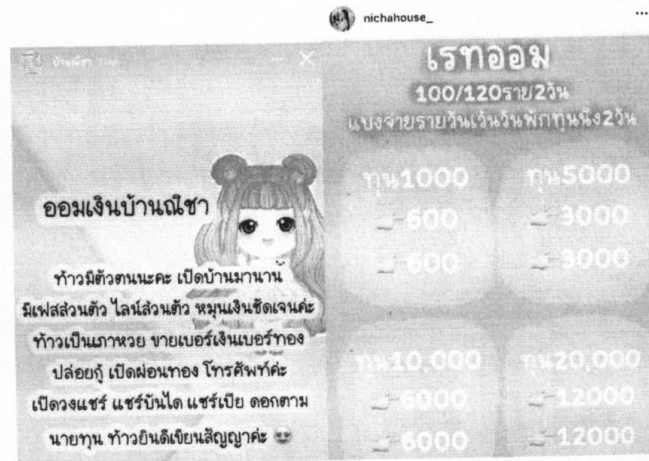 nichahouse_
บ้านณิชา
ออมเงินบ้านณิชา
ท้าวมีตัวตนนะคะ เปิดบ้านมานาน
มีเฟสส่วนตัว ไลน์ส่วนตัว หมุนเงินชัดเจนค่ะ
ท้าวเป็นเภาหวย ขายเบอร์เงินเบอร์ทอง
ปล่อยกู้ เปิดผ่อนทอง โทรศัพท์ค่ะ
เปิดวงแชร์ แชร์บันได แชร์เปีย ดอกตาม
นายทุน ท้าวยินดีเขียนสัญญาค่ะ 😍
เรทออม
100/120ราย2วัน
แบ่งจ่ายรายวันเว้นวันพักทุนนิ่ง2วัน
ทุน1000
600
600
ทุน5000
3000
3000
ทุน10,000
6000
6000
ทุน20,000
12000
12000